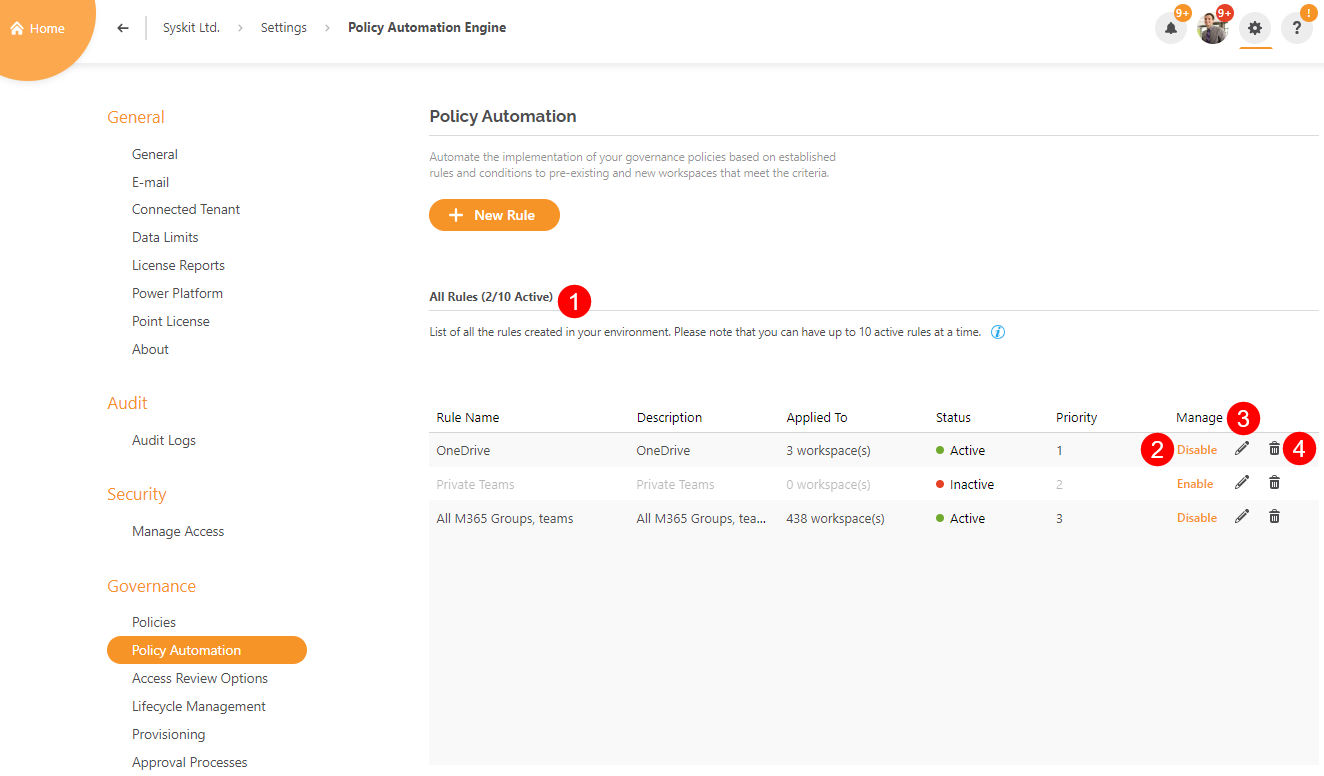 Home
Syskit Ltd. > Settings > Policy Automation Engine
9+
9+
!
?
General
General
E-mail
Connected Tenant
Data Limits
License Reports
Power Platform
Point License
About
Audit
Audit Logs
Security
Manage Access
Governance
Policies
Policy Automation
Access Review Options
Lifecycle Management
Provisioning
Approval Processes
Policy Automation
Automate the implementation of your governance policies based on established
rules and conditions to pre-existing and new workspaces that meet the criteria.
+ New Rule
All Rules (2/10 Active) 1
List of all the rules created in your environment. Please note that you can have up to 10 active rules at a time. i
Rule Name Description Applied To Status Priority Manage 3
OneDrive OneDrive 3 workspace(s) Active 1 2 Disable 4
Private Teams Private Teams 0 workspace(s) Inactive 2 Enable
All M365 Groups, teams All M365 Groups, tea... 438 workspace(s) Active 3 Disable